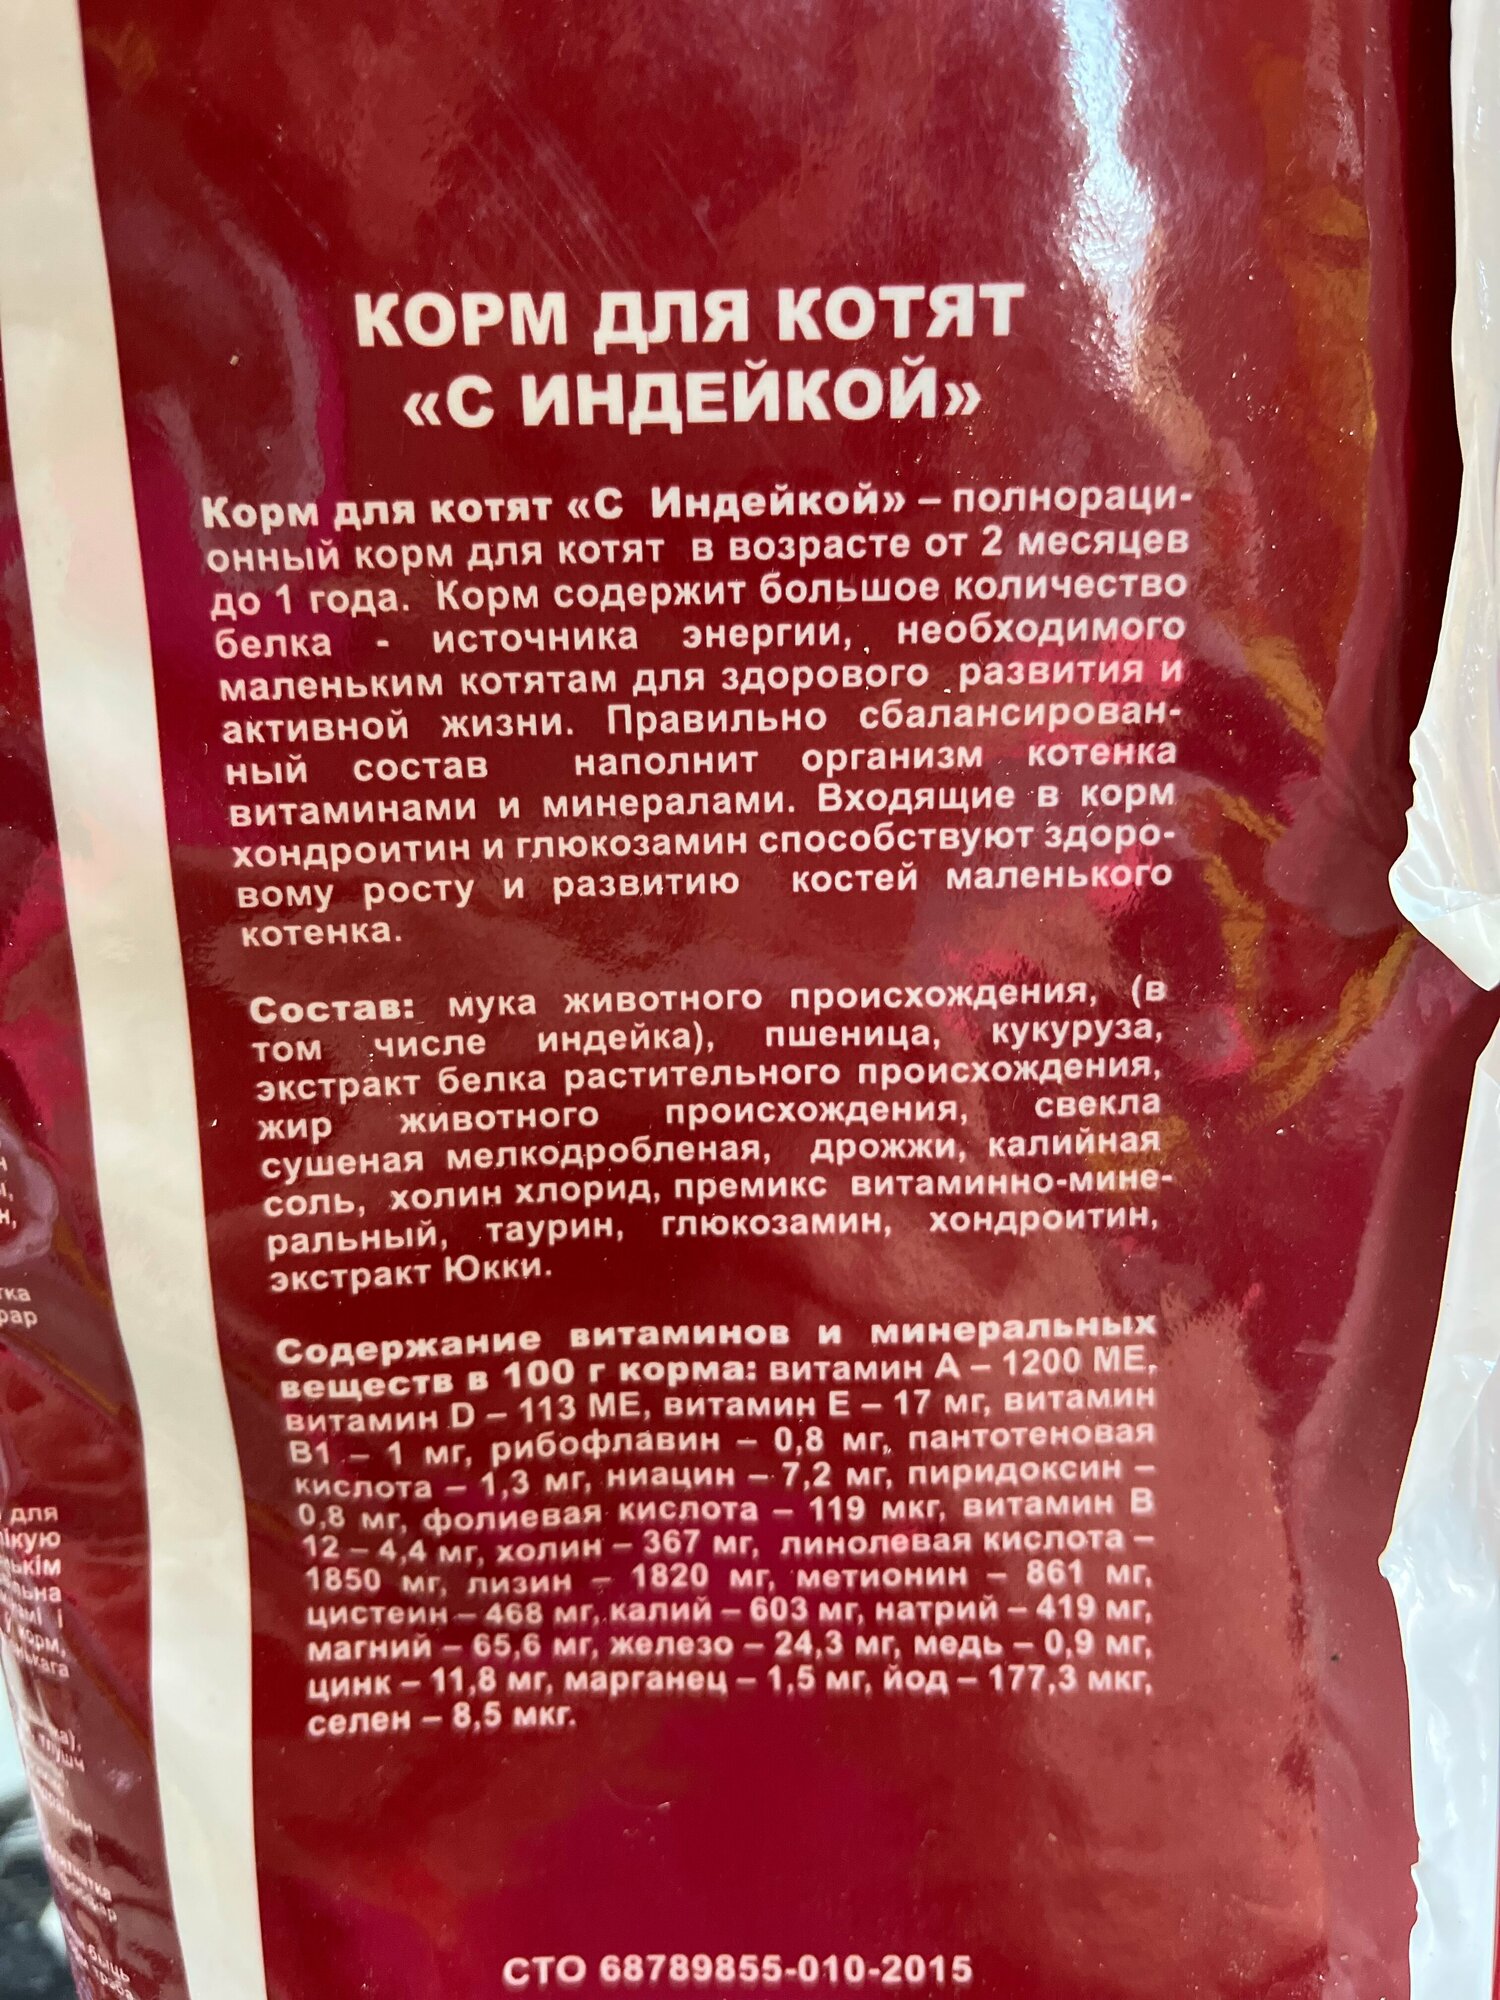 КОРМ ДЛЯ КОТЯТ
«С ИНДЕЙКОЙ»
Корм для котят «С Индейкой» – полнораци-
онный корм для котят в возрасте от 2 месяцев
до 1 года. Корм содержит большое количество
белка - источника энергии, необходимого
маленьким котятам для здорового развития и
активной жизни. Правильно сбалансирован-
ный состав наполнит организм котенка
витаминами и минералами. Входящие в корм
хондроитин и глюкозамин способствуют здоро-
вому росту и развитию костей маленького
котенка.
Состав: мука животного происхождения, (в
том числе индейка), пшеница, кукуруза,
экстракт белка растительного происхождения,
жир животного происхождения, свекла
сушеная мелкодробленая, дрожжи, калийная
соль, холин хлорид, премикс витаминно-мине-
ральный, таурин, глюкозамин, хондроитин,
экстракт Юкки.
Содержание витаминов и минеральных
веществ в 100 г корма: витамин А – 1200 МЕ,
витамин D – 113 МЕ, витамин Е – 17 мг, витамин
В1 – 1 мг, рибофлавин – 0,8 мг, пантотеновая
кислота – 1,3 мг, ниацин – 7,2 мг, пиридоксин –
0,8 мг, фолиевая кислота – 119 мкг, витамин В
12 – 4,4 мг, холин – 367 мг, линолевая кислота –
1850 мг, лизин – 1820 мг, метионин – 861 мг,
цистеин – 468 мг, калий – 603 мг, натрий – 419 мг,
магний – 65,6 мг, железо – 24,3 мг, медь – 0,9 мг,
цинк – 11,8 мг, марганец – 1,5 мг, йод – 177,3 мкг,
селен – 8,5 мкг.
СТО 68789855-010-2015
для